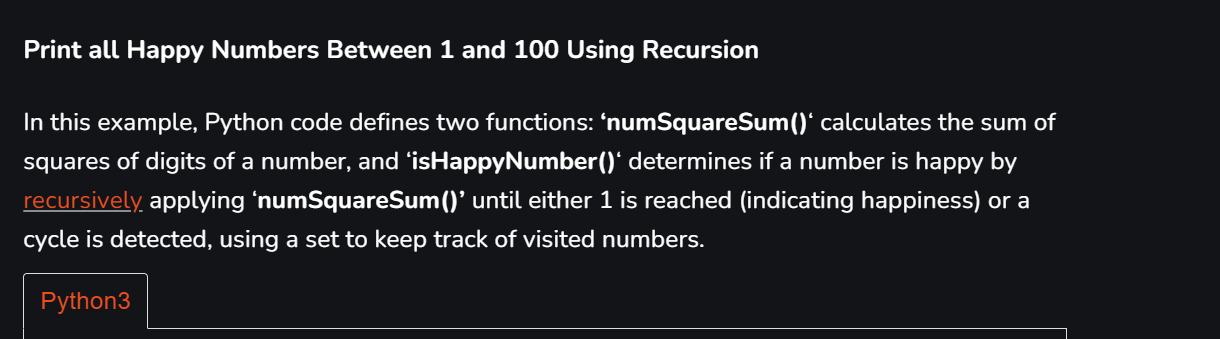 Print all Happy Numbers Between 1 and 100 Using Recursion
In this example, Python code defines two functions: ‘numSquareSum()‘ calculates the sum of
squares of digits of a number, and ‘isHappyNumber()‘ determines if a number is happy by
recursively applying ‘numSquareSum()’ until either 1 is reached (indicating happiness) or a
cycle is detected, using a set to keep track of visited numbers.
Python3